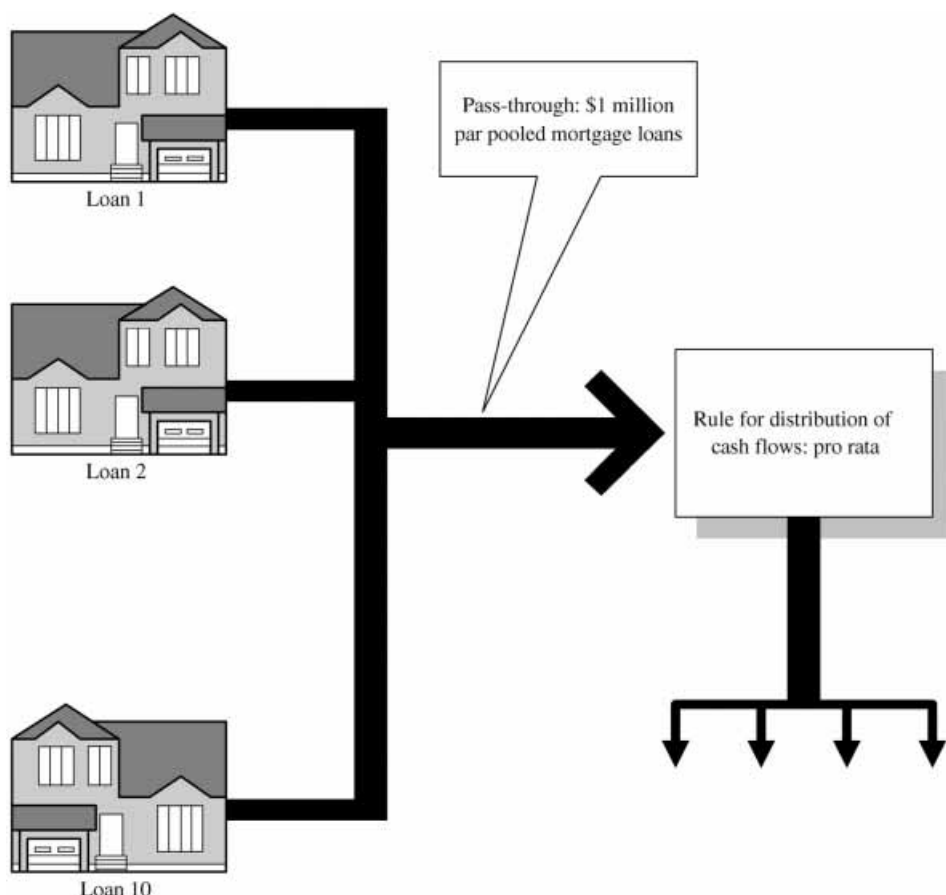 Pass-through: $1 million
par pooled mortgage loans
Loan 1
Rule for distribution of
cash flows: pro rata
Loan 2
Loan 10